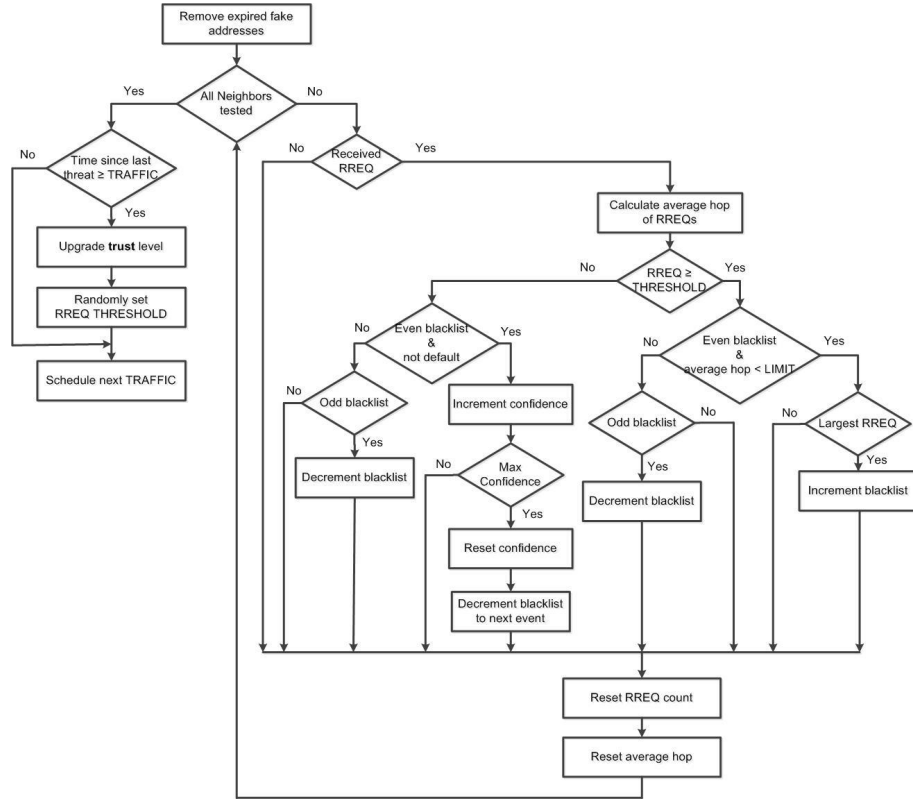 Remove expired fake
addresses
All Neighbors
tested
Yes
No
Time since last
threat ≥ TRAFFIC
No
Yes
Upgrade trust level
Randomly set
RREQ THRESHOLD
Schedule next TRAFFIC
Received
RREQ
No
Yes
Calculate average hop
of RREQs
RREQ ≥
THRESHOLD
No
Yes
Even blacklist
&
not default
No
Yes
Even blacklist
&
average hop < LIMIT
No
Yes
Odd blacklist
No
Yes
Decrement blacklist
Increment confidence
Max
Confidence
No
Yes
Reset confidence
Decrement blacklist
to next event
Odd blacklist
No
Yes
Decrement blacklist
Largest RREQ
No
Yes
Increment blacklist
Reset RREQ count
Reset average hop